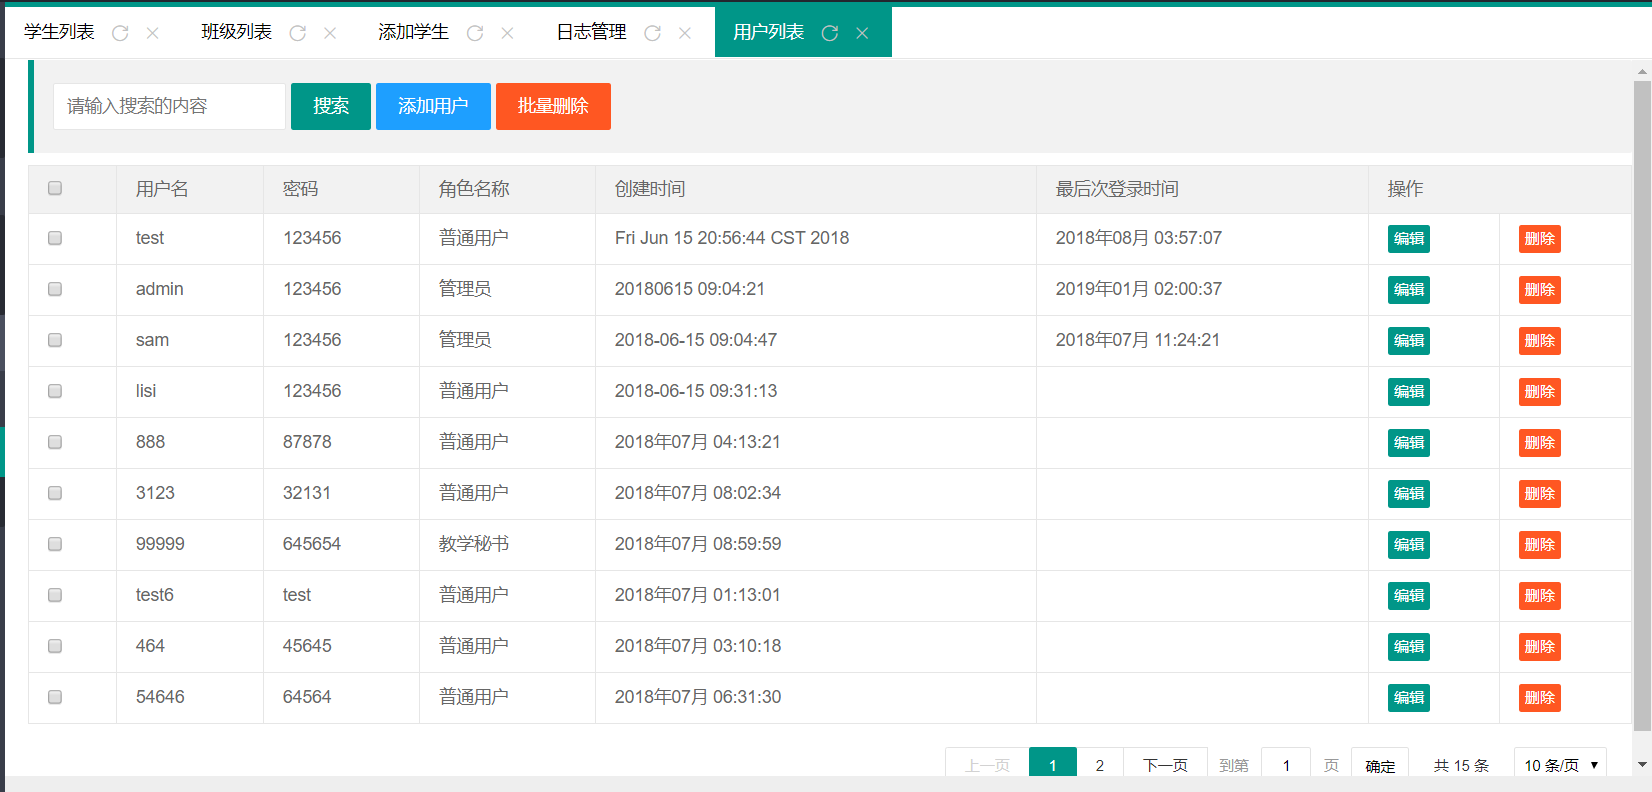 学生列表 班级列表 添加学生 日志管理 用户列表
请输入搜索的内容 搜索 添加用户 批量删除
用户名 密码 角色名称 创建时间 最后次登录时间 操作
test 123456 普通用户 Fri Jun 15 20:56:44 CST 2018 2018年08月 03:57:07 编辑 删除
admin 123456 管理员 20180615 09:04:21 2019年01月 02:00:37 编辑 删除
sam 123456 管理员 2018-06-15 09:04:47 2018年07月 11:24:21 编辑 删除
lisi 123456 普通用户 2018-06-15 09:31:13 编辑 删除
888 87878 普通用户 2018年07月 04:13:21 编辑 删除
3123 32131 普通用户 2018年07月 08:02:34 编辑 删除
99999 645654 教学秘书 2018年07月 08:59:59 编辑 删除
test6 test 普通用户 2018年07月 01:13:01 编辑 删除
464 45645 普通用户 2018年07月 03:10:18 编辑 删除
54646 64564 普通用户 2018年07月 06:31:30 编辑 删除
上一页 1 2 下一页 到第 1 页 确定 共 15 条 10 条/页